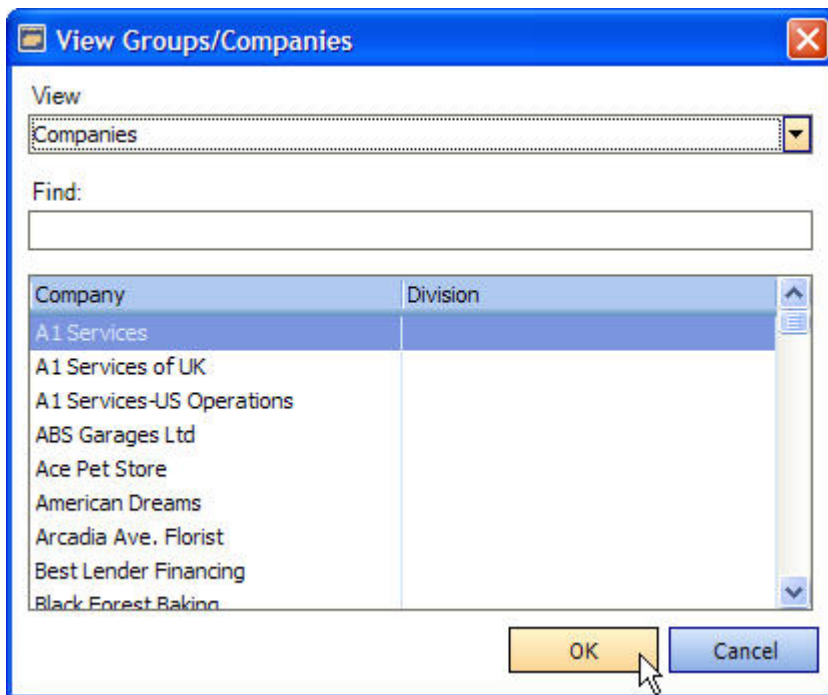 View Groups/Companies
View
Companies
Find:
Company Division
A1 Services
A1 Services of UK
A1 Services-US Operations
ABS Garages Ltd
Ace Pet Store
American Dreams
Arcadia Ave. Florist
Best Lender Financing
Black Forest Baking
OK Cancel